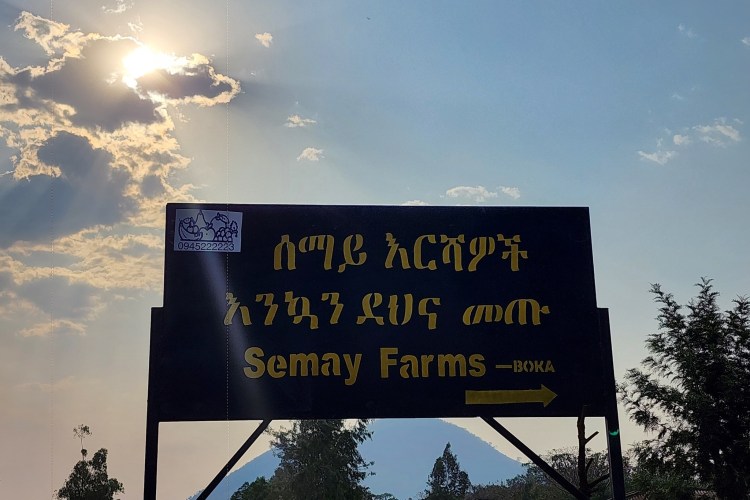 0945222223
ሰማይ እርሻዎች
እንኳን ደህና መጡ
Semay Farms —BOKA